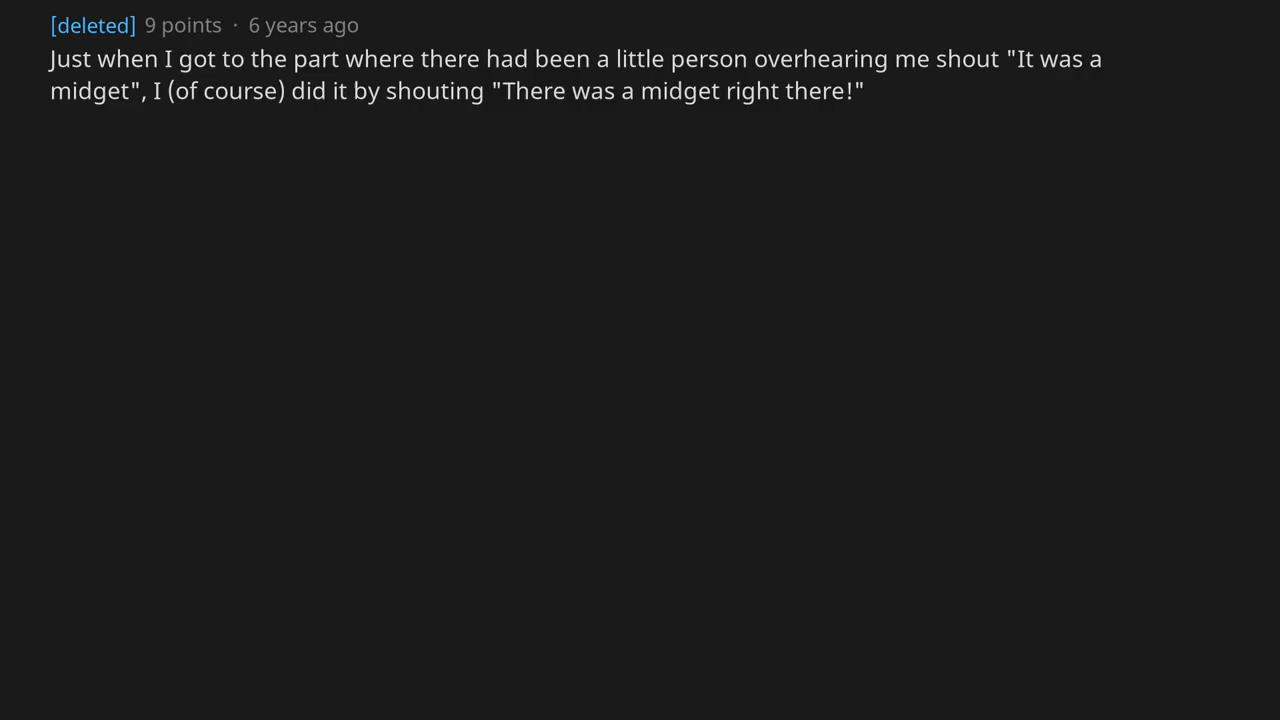 [deleted] 9 points · 6 years ago
Just when I got to the part where there had been a little person overhearing me shout "It was a
midget", I (of course) did it by shouting "There was a midget right there!"